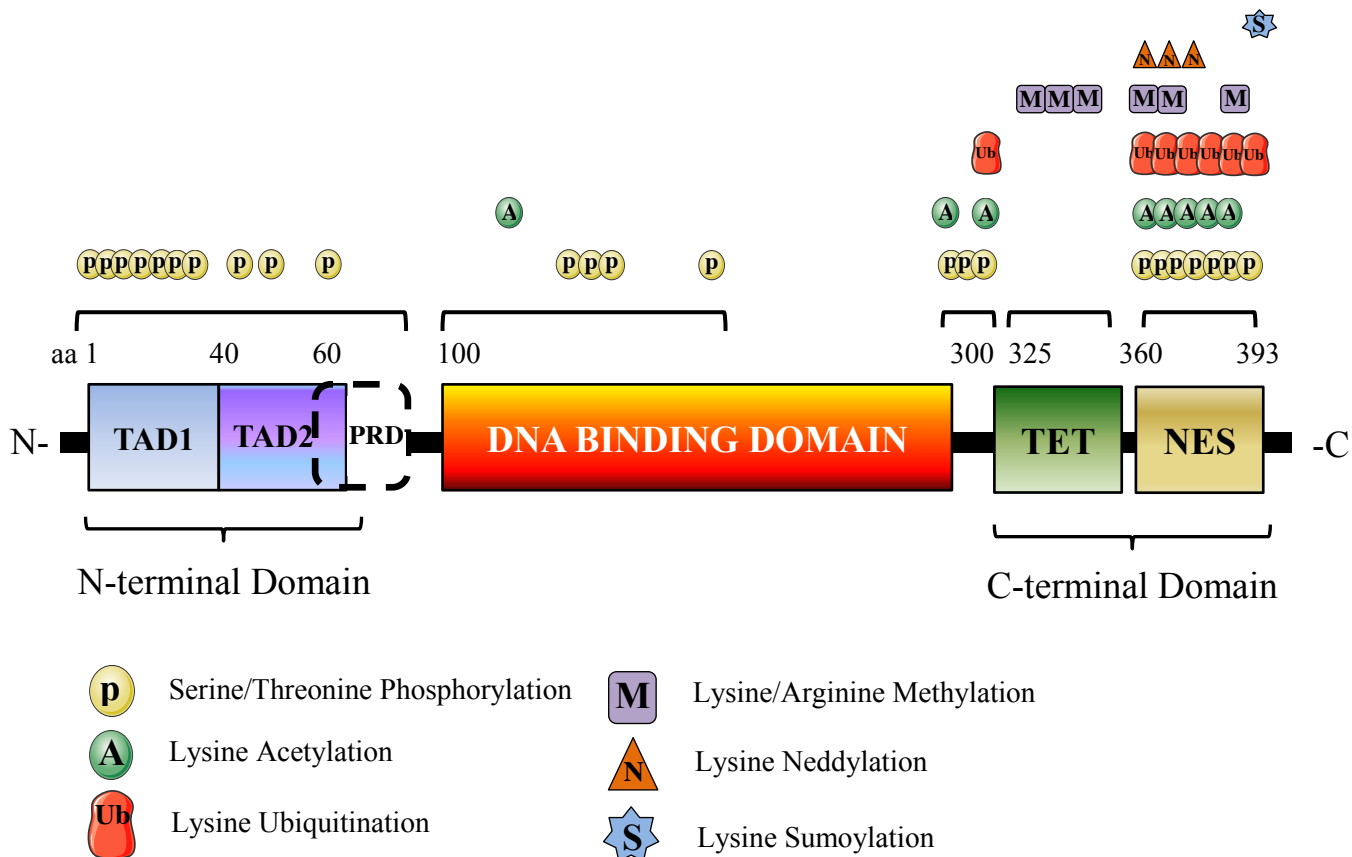 S
N N N
M M M M M M
Ub Ub Ub Ub Ub Ub Ub
A A A A A A A A
p p p p p p p p p p p p p p p p p p p p p p p p
aa 1 40 60 100 300 325 360 393
N- TAD1 TAD2 PRD DNA BINDING DOMAIN TET NES -C
N-terminal Domain C-terminal Domain
p Serine/Threonine Phosphorylation M Lysine/Arginine Methylation
A Lysine Acetylation N Lysine Neddylation
Ub Lysine Ubiquitination S Lysine Sumoylation